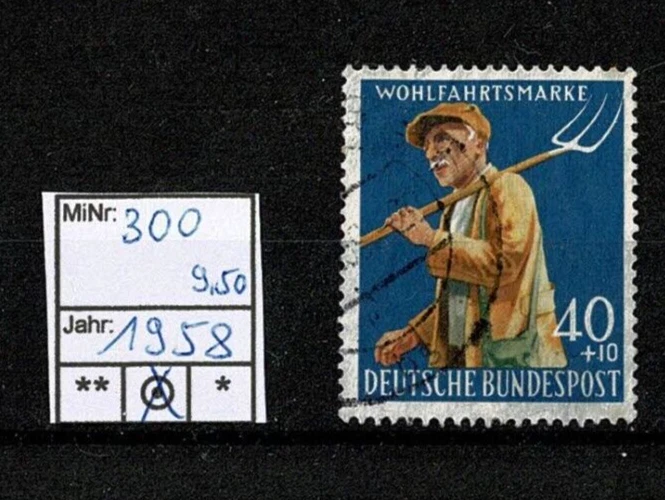 MiNr: 300
9,50
Jahr: 1958
** ⊙ *
WOHLFAHRTSMARKE
40
+10
DEUTSCHE BUNDESPOST